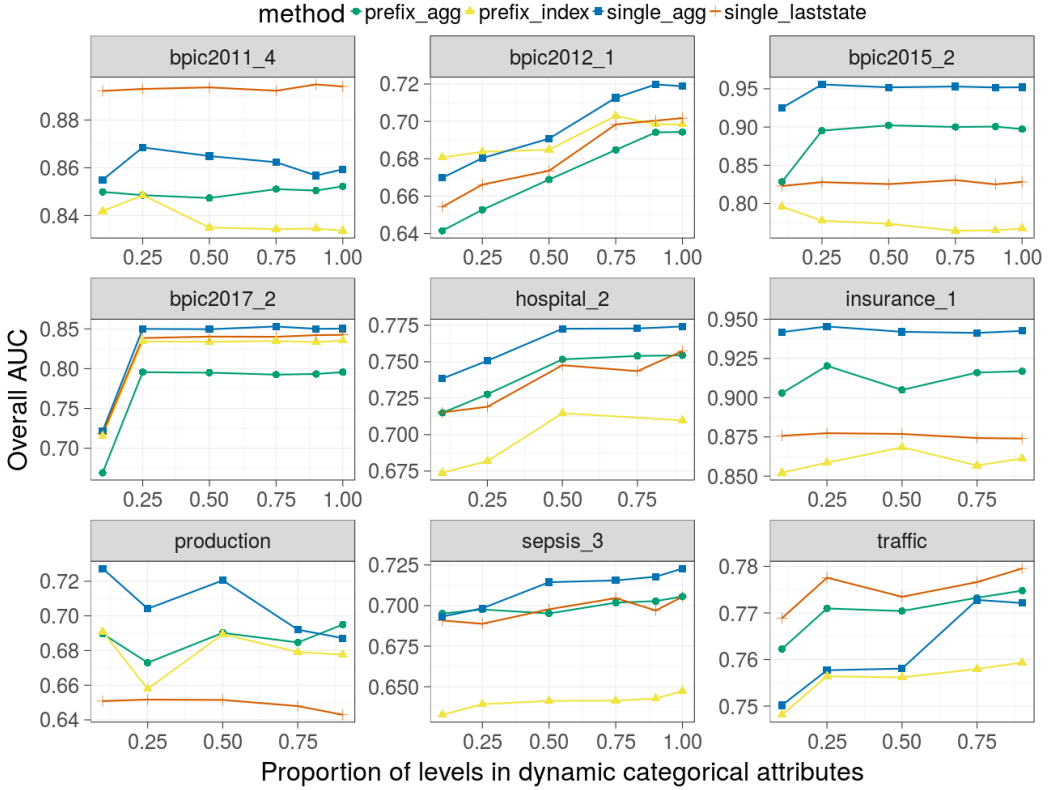 method prefix_agg prefix_index single_agg single_laststate
bpic2011_4 bpic2012_1 bpic2015_2
0.88
0.86
0.84
0.25 0.50 0.75 1.00
0.72
0.70
0.68
0.66
0.64
0.25 0.50 0.75 1.00
0.95
0.90
0.85
0.80
0.25 0.50 0.75 1.00
bpic2017_2 hospital_2 insurance_1
Overall AUC
0.85
0.80
0.75
0.70
0.25 0.50 0.75 1.00
0.775
0.750
0.725
0.700
0.675
0.25 0.50 0.75
0.950
0.925
0.900
0.875
0.850
0.25 0.50 0.75
production sepsis_3 traffic
0.72
0.70
0.68
0.66
0.64
0.25 0.50 0.75
0.725
0.700
0.675
0.650
0.25 0.50 0.75 1.00
0.78
0.77
0.76
0.75
0.25 0.50 0.75
Proportion of levels in dynamic categorical attributes